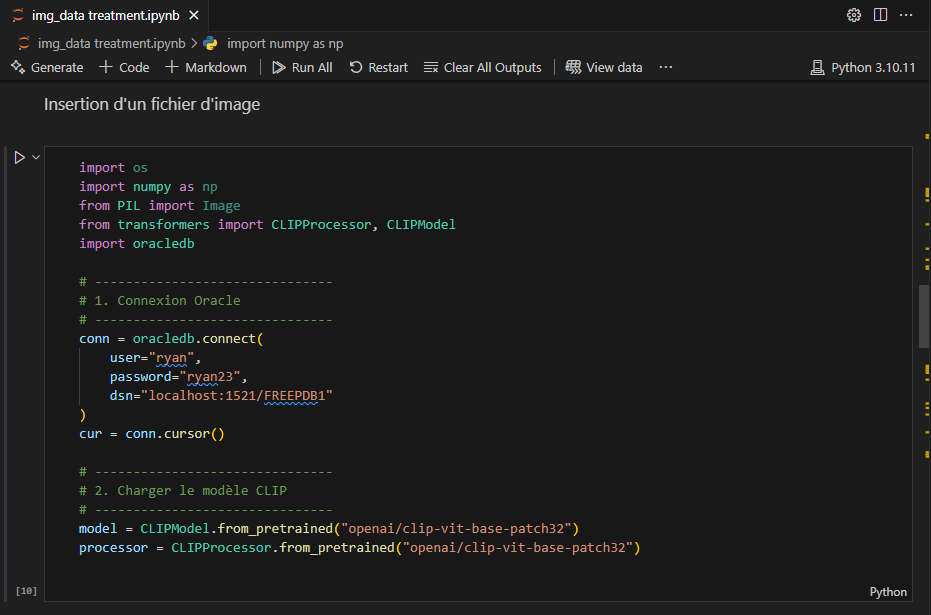 img_data treatment.ipynb
img_data treatment.ipynb > import numpy as np
Generate + Code + Markdown | Run All Restart Clear All Outputs | View data ... Python 3.10.11
Insertion d'un fichier d'image
import os
import numpy as np
from PIL import Image
from transformers import CLIPProcessor, CLIPModel
import oracledb
# -------------------------------
# 1. Connexion Oracle
# -------------------------------
conn = oracledb.connect(
    user="ryan",
    password="ryan23",
    dsn="localhost:1521/FREEPDB1"
)
cur = conn.cursor()
# -------------------------------
# 2. Charger le modèle CLIP
# -------------------------------
model = CLIPModel.from_pretrained("openai/clip-vit-base-patch32")
processor = CLIPProcessor.from_pretrained("openai/clip-vit-base-patch32")
[10]
Python